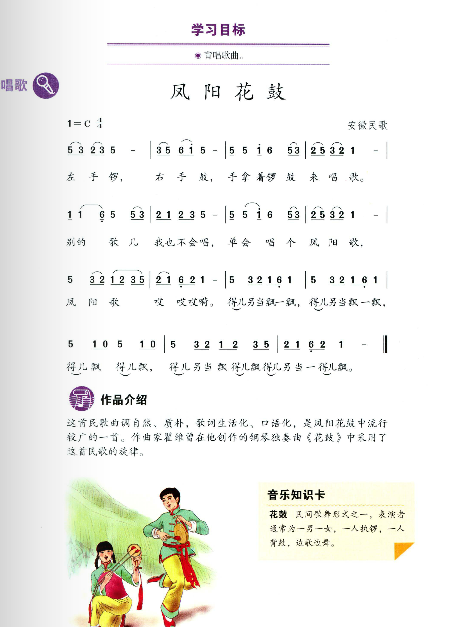 学习目标
◉ 背唱歌曲。
唱歌
凤阳花鼓
1=C 4/4
安徽民歌
5 3 2 3 5 - | 3 5 6 1 5 - | 5 5 1 6 5 3 | 2 5 3 2 1 - |
左手锣， 右手鼓， 手拿着锣鼓来唱歌。
1 1 6 5 5 3 | 2 1 2 3 5 - | 5 5 1 6 5 3 | 2 5 3 2 1 - |
别的歌儿我也不会唱， 单会唱个凤阳歌，
5 3 2 1 2 3 5 | 2 1 6 2 1 - | 5 3 2 1 6 1 | 5 3 2 1 6 1 |
凤阳歌哎哎哎嗬。 得儿另当飘一飘， 得儿另当飘一飘，
5 1 0 5 1 0 | 5 3 2 1 2 3 5 | 2 1 6 2 1 - ‖
得儿飘 得儿飘， 得儿另当飘得儿飘得儿另当一得儿飘。
作品介绍
这首民歌曲调自然、质朴，歌词生活化、口语化，是凤阳花鼓中流行
较广的一首。作曲家瞿维曾在他创作的钢琴独奏曲《花鼓》中采用了
这首民歌的旋律。
音乐知识卡
花鼓 民间歌舞形式之一，表演者
通常为一男一女，一人执锣，一人
背鼓，边歌边舞。